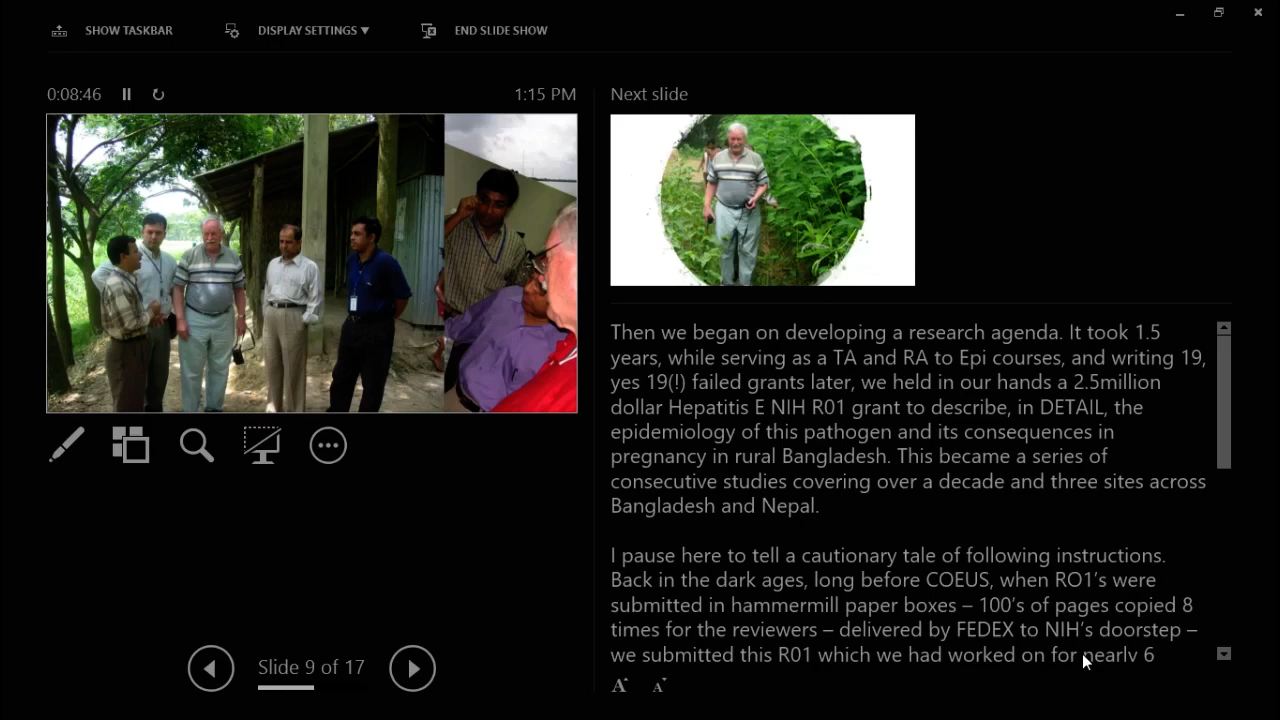 SHOW TASKBAR
DISPLAY SETTINGS ▼
END SLIDE SHOW
0:08:46
1:15 PM
Next slide
Then we began on developing a research agenda. It took 1.5
years, while serving as a TA and RA to Epi courses, and writing 19,
yes 19(!) failed grants later, we held in our hands a 2.5million
dollar Hepatitis E NIH R01 grant to describe, in DETAIL, the
epidemiology of this pathogen and its consequences in
pregnancy in rural Bangladesh. This became a series of
consecutive studies covering over a decade and three sites across
Bangladesh and Nepal.
I pause here to tell a cautionary tale of following instructions.
Back in the dark ages, long before COEUS, when RO1's were
submitted in hammermill paper boxes – 100's of pages copied 8
times for the reviewers – delivered by FEDEX to NIH's doorstep –
we submitted this R01 which we had worked on for nearly 6
Slide 9 of 17
A A